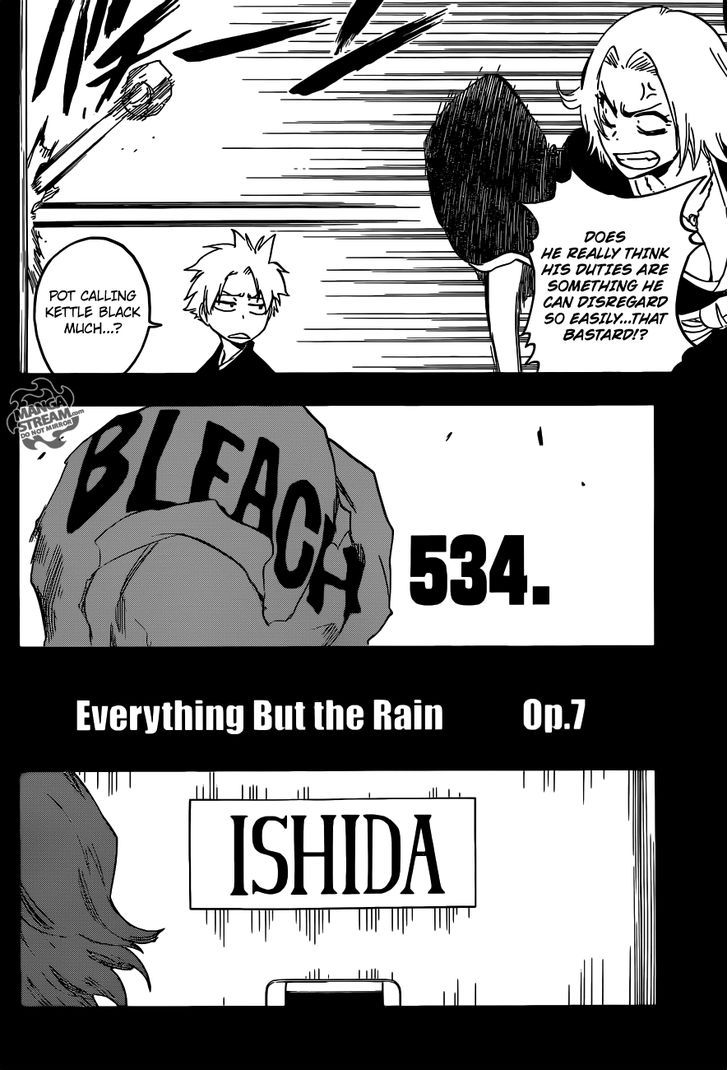 DOES
HE REALLY THINK
HIS DUTIES ARE
SOMETHING HE
CAN DISREGARD
SO EASILY...THAT
BASTARD!?
POT CALLING
KETTLE BLACK
MUCH...?
MANGA
STREAM.com
DO NOT MIRROR
BLEACH
534.
Everything But the Rain Op.7
ISHIDA